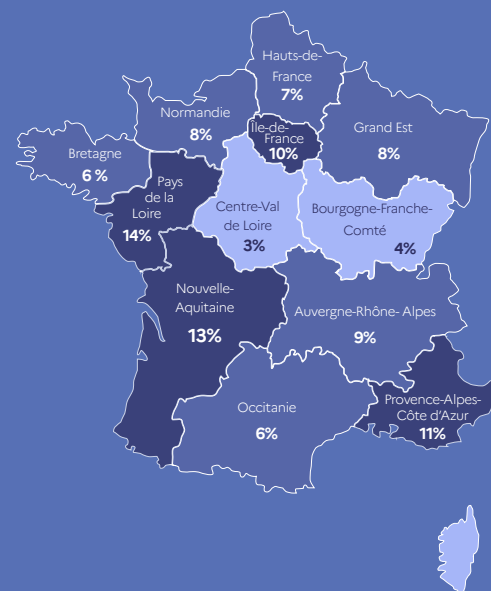 Hauts-de-
France
7%
Normandie
8%
Île-de-
France
10%
Grand Est
8%
Bretagne
6 %
Pays
de la
Loire
14%
Centre-Val
de Loire
3%
Bourgogne-Franche-
Comté
4%
Nouvelle-
Aquitaine
13%
Auvergne-Rhône- Alpes
9%
Occitanie
6%
Provence-Alpes-
Côte d'Azur
11%